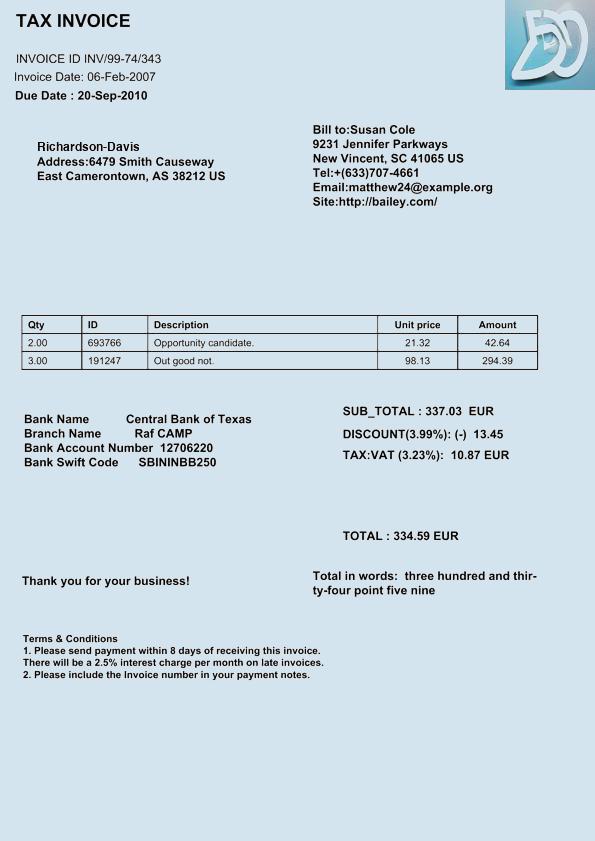 TAX INVOICE
INVOICE ID INV/99-74/343
Invoice Date: 06-Feb-2007
Due Date : 20-Sep-2010
Richardson-Davis
Address:6479 Smith Causeway
East Camerontown, AS 38212 US
Bill to:Susan Cole
9231 Jennifer Parkways
New Vincent, SC 41065 US
Tel:+(633)707-4661
Email:matthew24@example.org
Site:http://bailey.com/
Qty ID Description Unit price Amount
2.00 693766 Opportunity candidate. 21.32 42.64
3.00 191247 Out good not. 98.13 294.39
Bank Name Central Bank of Texas
Branch Name Raf CAMP
Bank Account Number 12706220
Bank Swift Code SBININBB250
SUB_TOTAL : 337.03 EUR
DISCOUNT(3.99%): (-) 13.45
TAX:VAT (3.23%): 10.87 EUR
TOTAL : 334.59 EUR
Thank you for your business!
Total in words: three hundred and thir-
ty-four point five nine
Terms & Conditions
1. Please send payment within 8 days of receiving this invoice.
There will be a 2.5% interest charge per month on late invoices.
2. Please include the Invoice number in your payment notes.